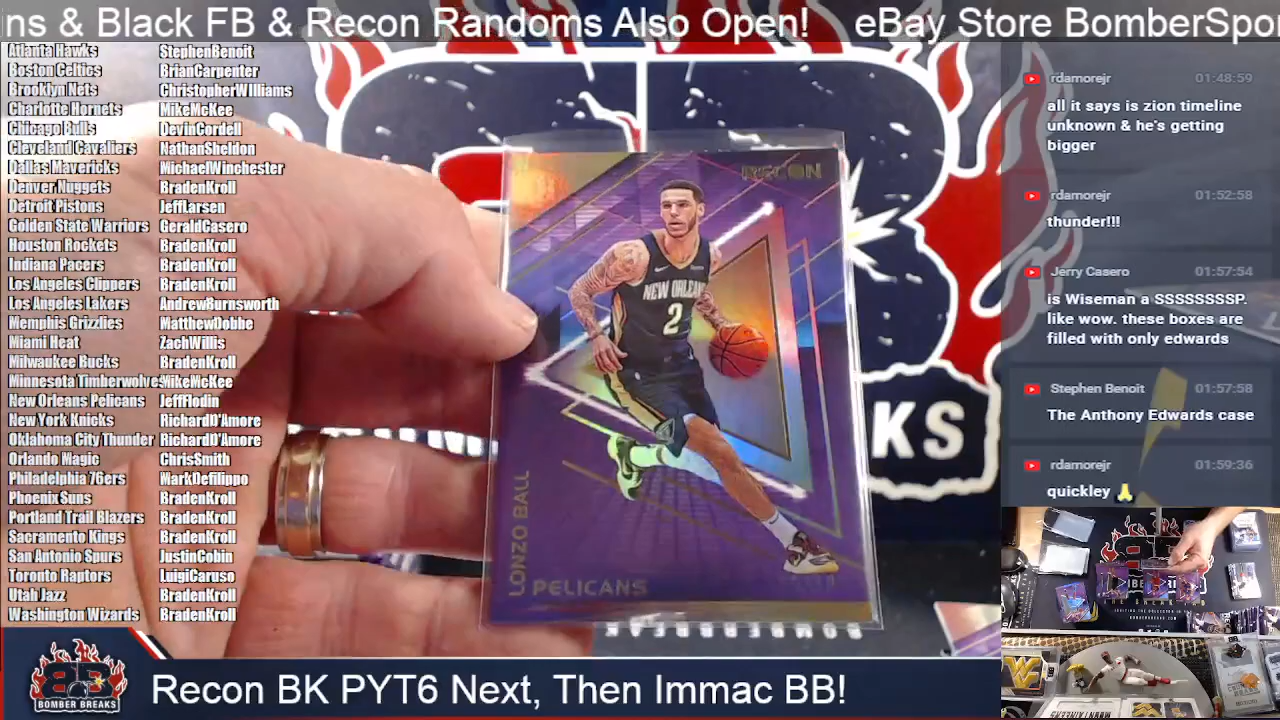 ns & Black FB & Recon Randoms Also Open! eBay Store BomberSpor
Atlanta Hawks StephenBenoit
Boston Celtics BrianCarpenter
Brooklyn Nets ChristopherWIlliams
Charlotte Hornets MikeMcKee
Chicago Bulls DevinCordell
Cleveland Cavaliers NathanSheldon
Dallas Mavericks MichaelWinchester
Denver Nuggets BradenKroll
Detroit Pistons JeffLarsen
Golden State Warriors GeraldCasero
Houston Rockets BradenKroll
Indiana Pacers BradenKroll
Los Angeles Clippers BradenKroll
Los Angeles Lakers AndrewBurnsworth
Memphis Grizzlies MatthewDobbe
Miami Heat ZachWillis
Milwaukee Bucks BradenKroll
Minnesota Timberwolves MikeMcKee
New Orleans Pelicans JeffFlodin
New York Knicks RichardD'Amore
Oklahoma City Thunder RichardD'Amore
Orlando Magic ChrisSmith
Philadelphia 76ers MarkDefilippo
Phoenix Suns BradenKroll
Portland Trail Blazers BradenKroll
Sacramento Kings BradenKroll
San Antonio Spurs JustinCobin
Toronto Raptors LuigiCaruso
Utah Jazz BradenKroll
Washington Wizards BradenKroll
RECON
NEW ORLEANS
2
LONZO BALL
PELICANS
KS
BOMBERBREAK
rdamorejr 01:48:59
all it says is zion timeline
unknown & he's getting
bigger
rdamorejr 01:52:58
thunder!!!
Jerry Casero 01:57:54
is Wiseman a SSSSSSSSP.
like wow. these boxes are
filled with only edwards
Stephen Benoit 01:57:58
The Anthony Edwards case
rdamorejr 01:59:36
quickley 🙏
BOMBER BREAKS
Recon BK PYT6 Next, Then Immac BB!